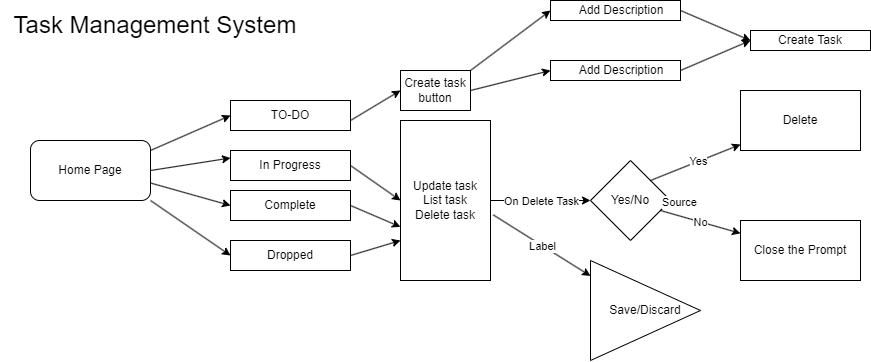 Task Management System
Add Description
Create Task
Add Description
Create task
button
TO-DO
Delete
Home Page
In Progress
Yes
Update task
List task
Delete task
On Delete Task
Yes/No
Source
Complete
No
Label
Dropped
Close the Prompt
Save/Discard